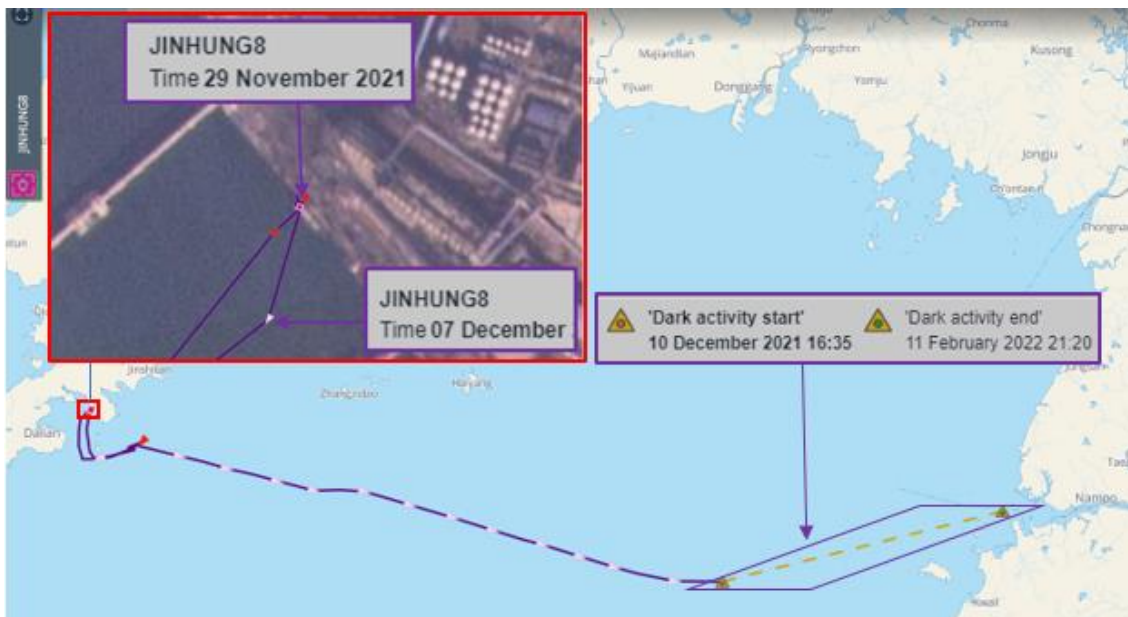 JINHUNG8
JINHUNG8
Time 29 November 2021
JINHUNG8
Time 07 December
'Dark activity start'
10 December 2021 16:35
'Dark activity end'
11 February 2022 21:20
Chonma
Ryongchon
Kusong
Majiandian
Yijuan
Donggang
Yomju
Jongju
Jinshitan
Haiyang
Zhangzidao
Dalian
Nampo